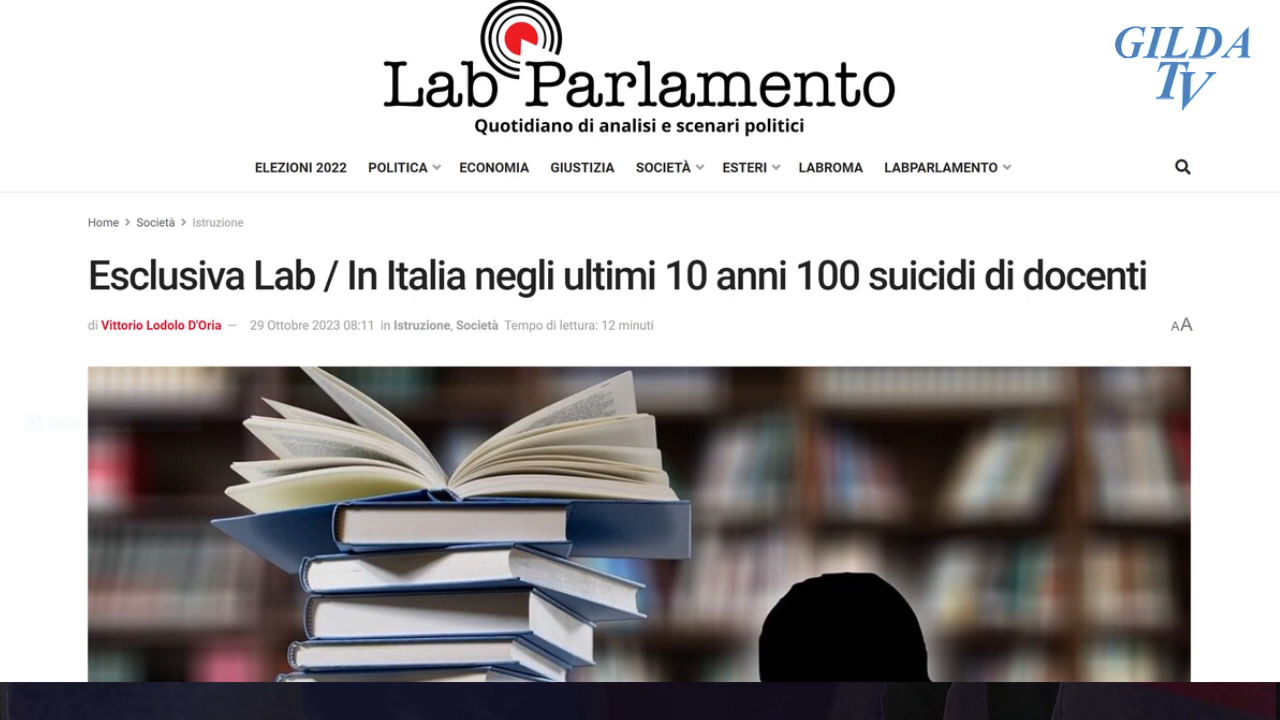 Lab Parlamento
Quotidiano di analisi e scenari politici
GILDA
TV
ELEZIONI 2022 POLITICA ECONOMIA GIUSTIZIA SOCIETÀ ESTERI LABROMA LABPARLAMENTO
Home > Società > Istruzione
Esclusiva Lab / In Italia negli ultimi 10 anni 100 suicidi di docenti
di Vittorio Lodolo D'Oria — 29 Ottobre 2023 08:11 in Istruzione, Società Tempo di lettura: 12 minuti
AA